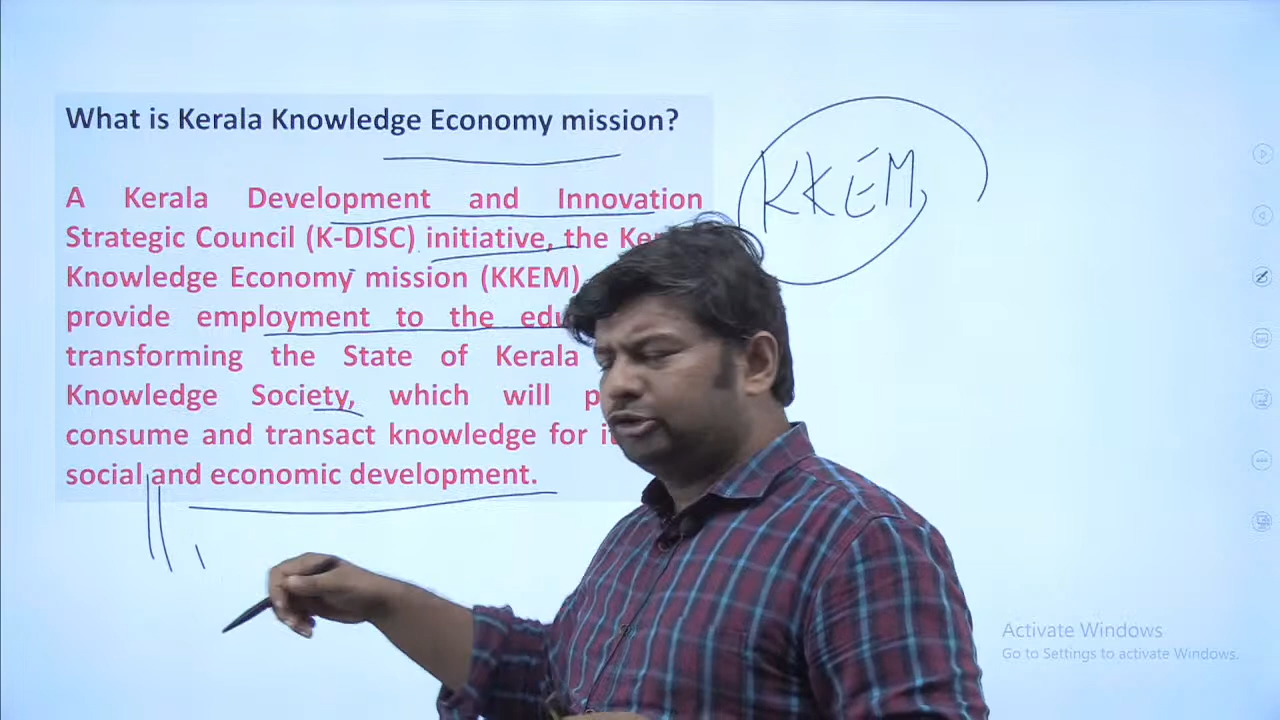 What is Kerala Knowledge Economy mission?
A Kerala Development and Innovation
Strategic Council (K-DISC) initiative, the
Knowledge Economy mission (KKEM)
provide employment to the
transforming the State of Kerala
Knowledge Society, which will
consume and transact knowledge for
social and economic development.
KKEM
Activate Windows
Go to Settings to activate Windows.